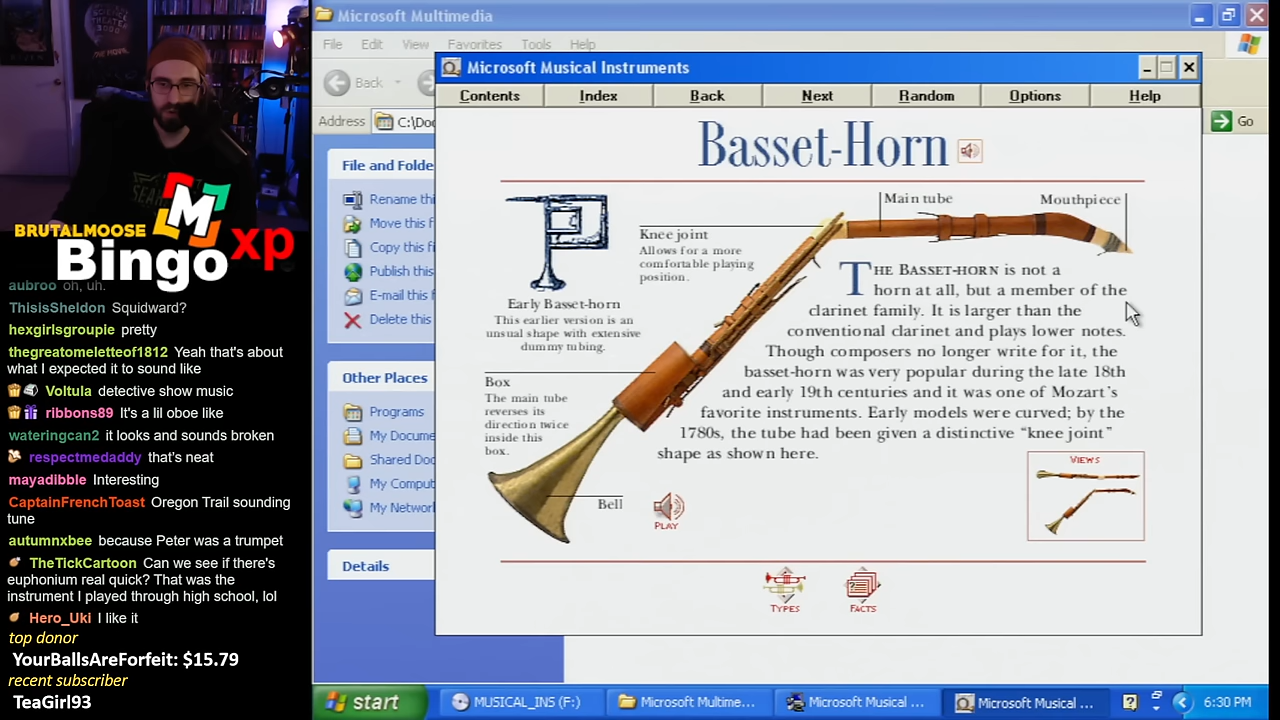 BRUTALMOOSE
M
Bingo xp
aubroo oh, uh.
ThisisSheldon Squidward?
hexgirlsgroupie pretty
thegreatomeletteof1812 Yeah that's about
what I expected it to sound like
Voltula detective show music
ribbons89 It's a lil oboe like
wateringcan2 it looks and sounds broken
respectmedaddy that's neat
mayadibble Interesting
CaptainFrenchToast Oregon Trail sounding
tune
autumnxbee because Peter was a trumpet
TheTickCartoon Can we see if there's
euphonium real quick? That was the
instrument I played through high school, lol
Hero_Uki I like it
top donor
YourBallsAreForfeit: $15.79
recent subscriber
TeaGirl93
Microsoft Multimedia
File Edit View Favorites Tools Help
Back
Address C:\Doc
Go
File and Folde
Rename thi
Move this f
Copy this fi
Publish this
E-mail this f
Delete this
Other Places
Programs
My Docume
Shared Doc
My Comput
My Networ
Details
Microsoft Musical Instruments
Contents Index Back Next Random Options Help
Basset-Horn
Main tube
Mouthpiece
Knee joint
Allows for a more
comfortable playing
position.
Early Basset-horn
This earlier version is an
unusual shape with extensive
dummy tubing.
Box
The main tube
reverses its
direction twice
inside this
box.
Bell
PLAY
THE BASSET-HORN is not a
horn at all, but a member of the
clarinet family. It is larger than the
conventional clarinet and plays lower notes.
Though composers no longer write for it, the
basset-horn was very popular during the late 18th
and early 19th centuries and it was one of Mozart's
favorite instruments. Early models were curved; by the
1780s, the tube had been given a distinctive “knee joint”
shape as shown here.
VIEWS
TYPES
FACTS
start
MUSICAL_INS (F:)
Microsoft Multime...
Microsoft Musical ...
Microsoft Musical ...
6:30 PM